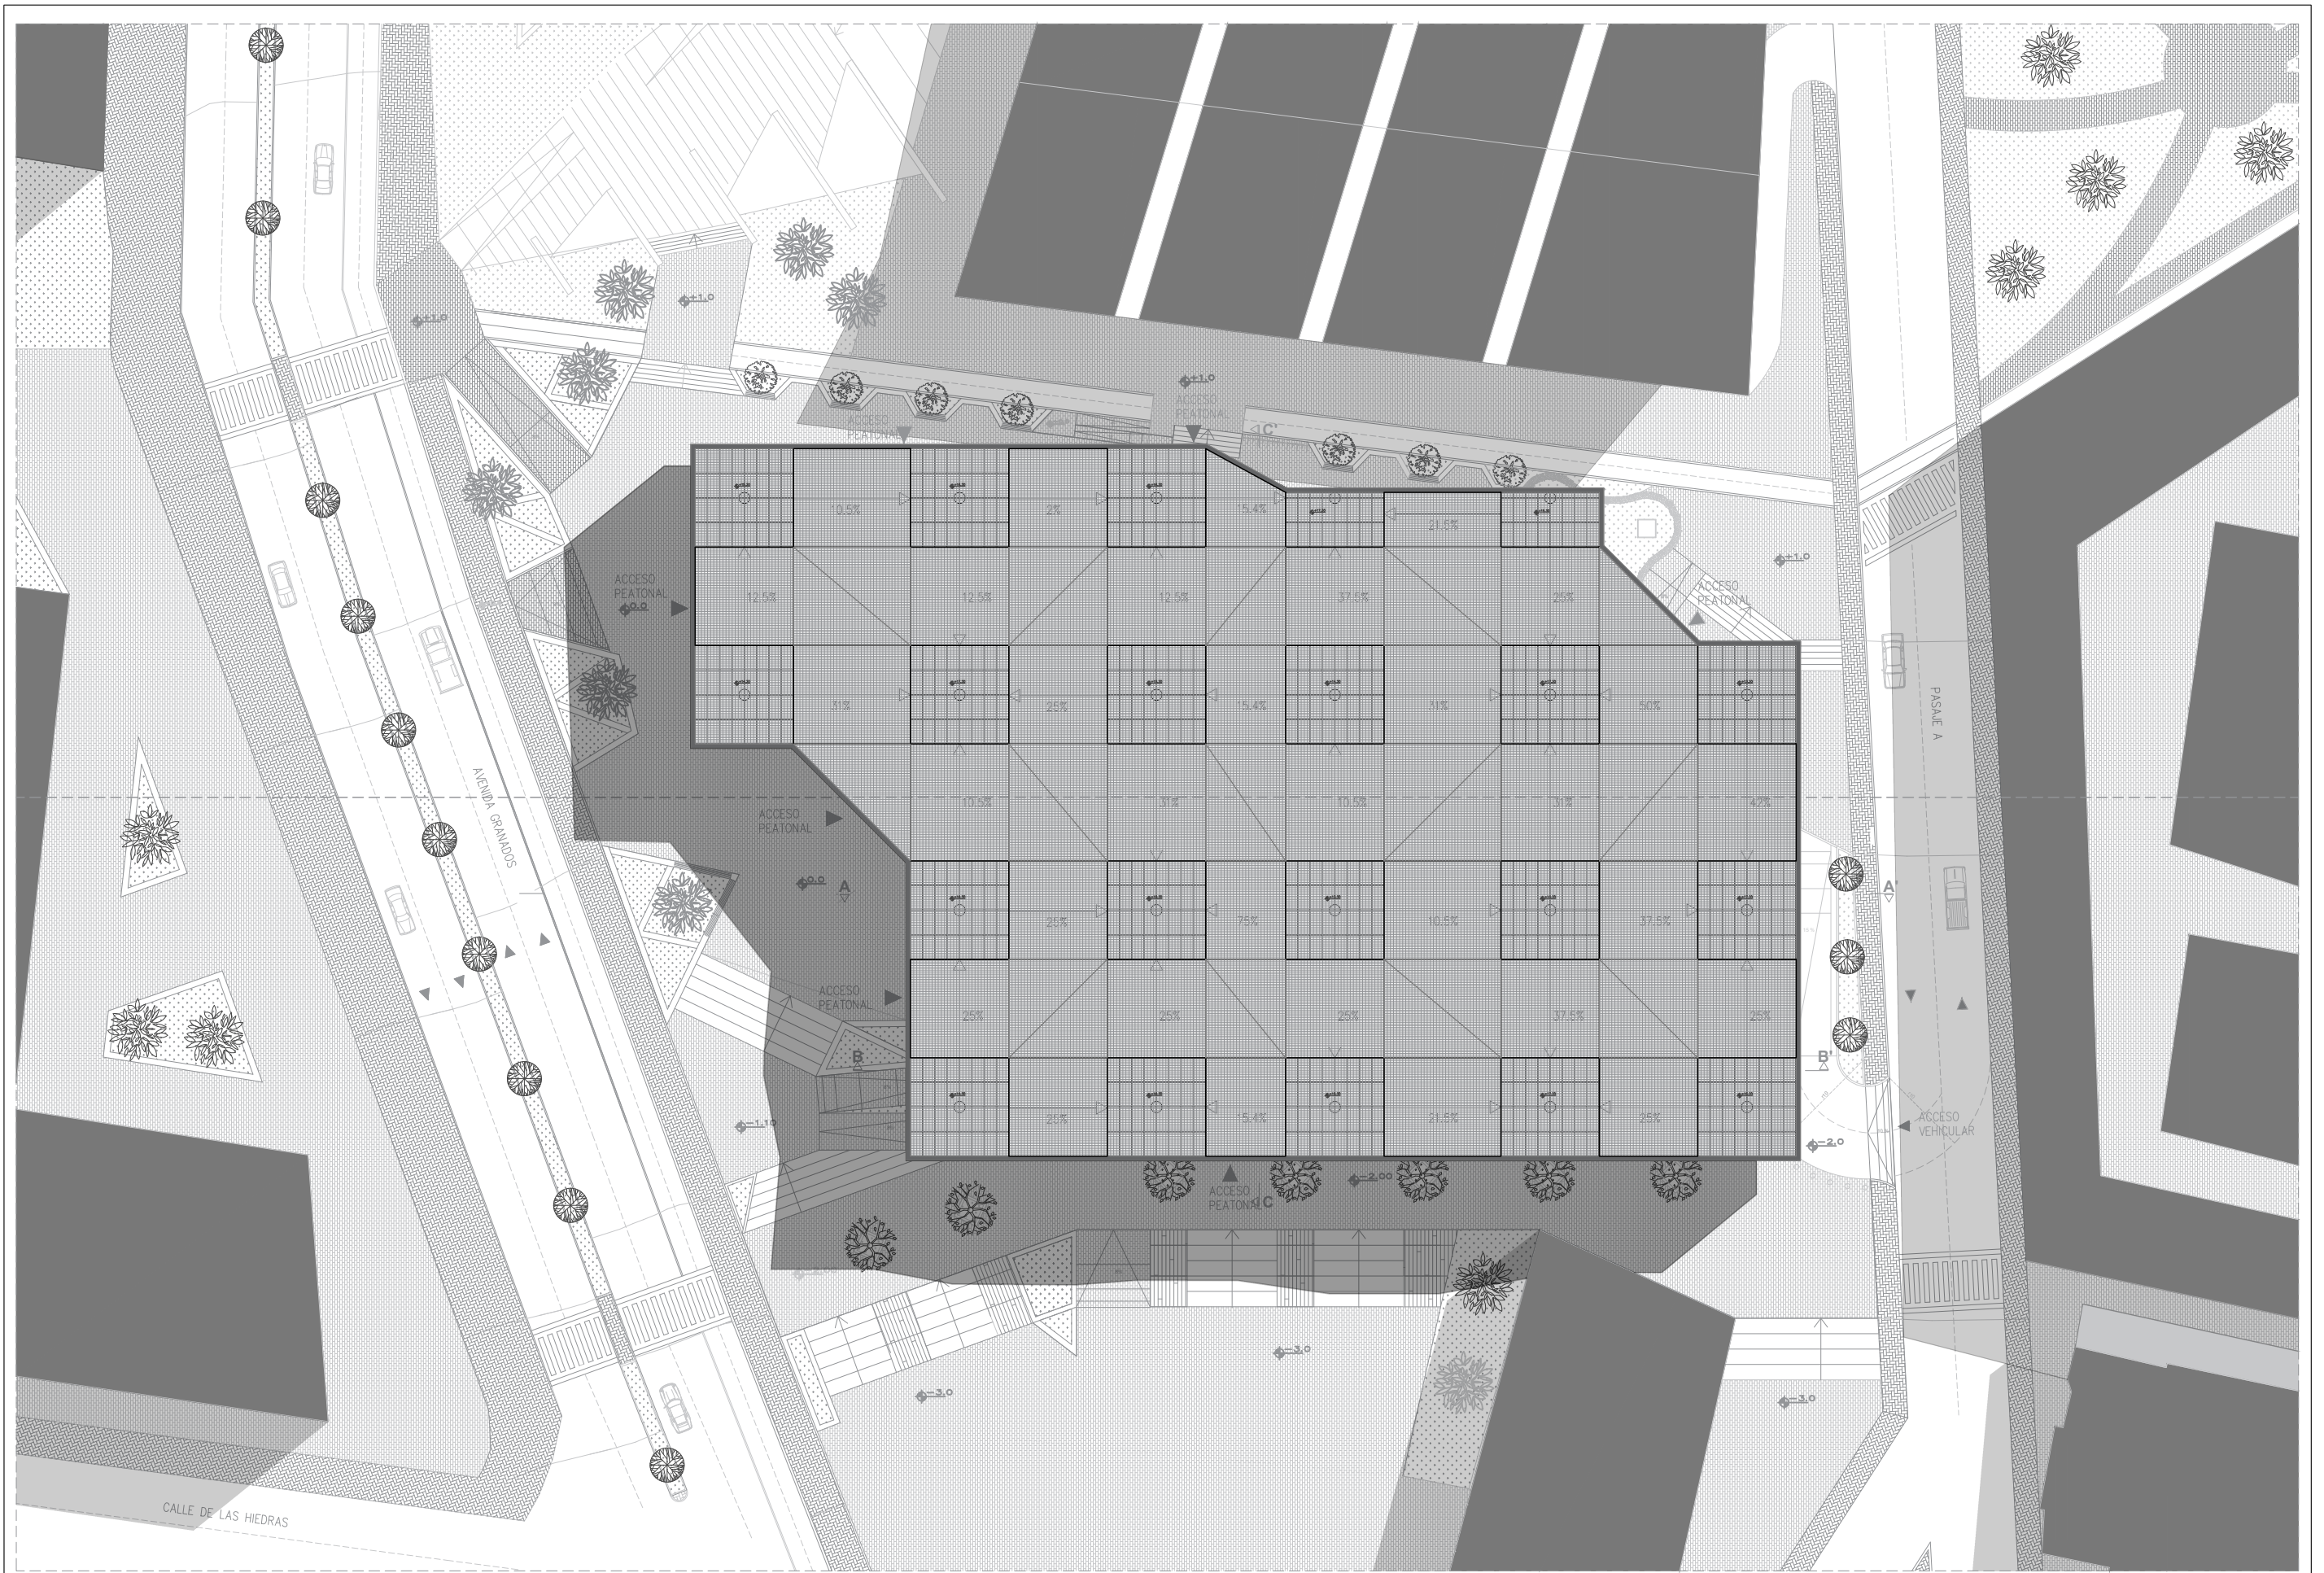 ±1.0
±1.0
±1.0
ACCESO
PEATONAL
ACCESO
PEATONAL
C'
10.5%
2%
15.4%
21.5%
±1.0
ACCESO
PEATONAL
±0.0
12.5%
12.5%
12.5%
37.5%
25%
ACCESO
PEATONAL
31%
25%
15.4%
31%
50%
PASAJE A
AVENIDA GRANADOS
ACCESO
PEATONAL
10.5%
31%
10.5%
31%
42%
±0.0
A
A'
25%
75%
10.5%
37.5%
ACCESO
PEATONAL
25%
25%
25%
37.5%
25%
B
B'
-1.10
25%
15.4%
21.5%
25%
ACCESO
VEHICULAR
-2.0
-2.00
ACCESO
PEATONAL
C
-3.0
-3.0
-3.0
CALLE DE LAS HIEDRAS